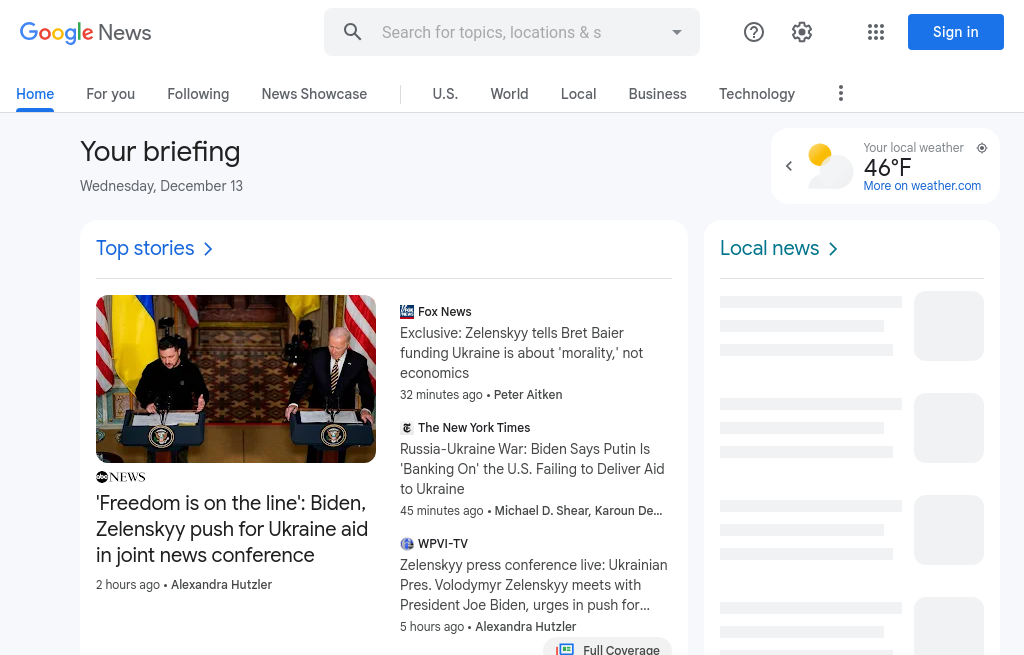 Google News
Search for topics, locations & s
Sign in
Home
For you
Following
News Showcase
U.S.
World
Local
Business
Technology
Your briefing
Wednesday, December 13
Your local weather
46°F
More on weather.com
Top stories
Local news
abc NEWS
'Freedom is on the line': Biden,
Zelenskyy push for Ukraine aid
in joint news conference
2 hours ago • Alexandra Hutzler
Fox News
Exclusive: Zelenskyy tells Bret Baier
funding Ukraine is about 'morality,' not
economics
32 minutes ago • Peter Aitken
The New York Times
Russia-Ukraine War: Biden Says Putin Is
'Banking On' the U.S. Failing to Deliver Aid
to Ukraine
45 minutes ago • Michael D. Shear, Karoun De...
WPVI-TV
Zelenskyy press conference live: Ukrainian
Pres. Volodymyr Zelenskyy meets with
President Joe Biden, urges in push for...
5 hours ago • Alexandra Hutzler
Full Coverage